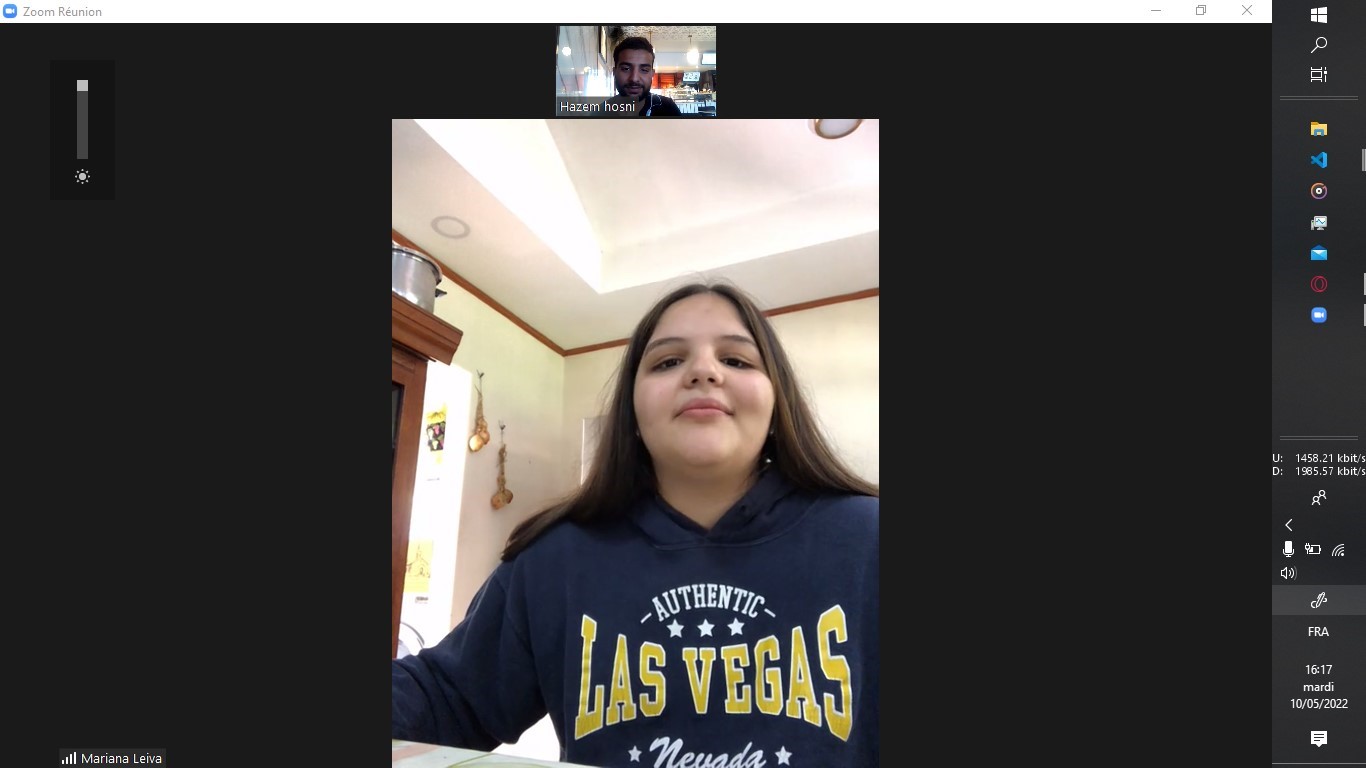 Zoom Réunion
Hazem hosni
AUTHENTIC
LAS VEGAS
Nevada
Mariana Leiva
U: 1458.21 kbit/s
D: 1985.57 kbit/s
FRA
16:17
mardi
10/05/2022